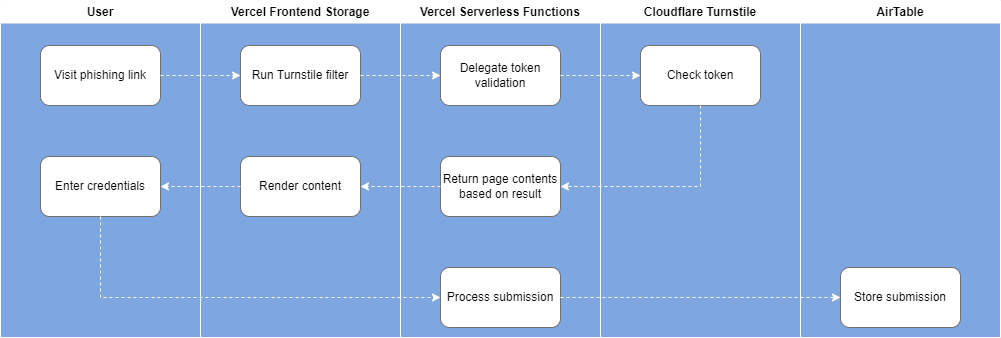 User
Vercel Frontend Storage
Vercel Serverless Functions
Cloudflare Turnstile
AirTable
Visit phishing link
Run Turnstile filter
Delegate token
validation
Check token
Enter credentials
Render content
Return page contents
based on result
Process submission
Store submission